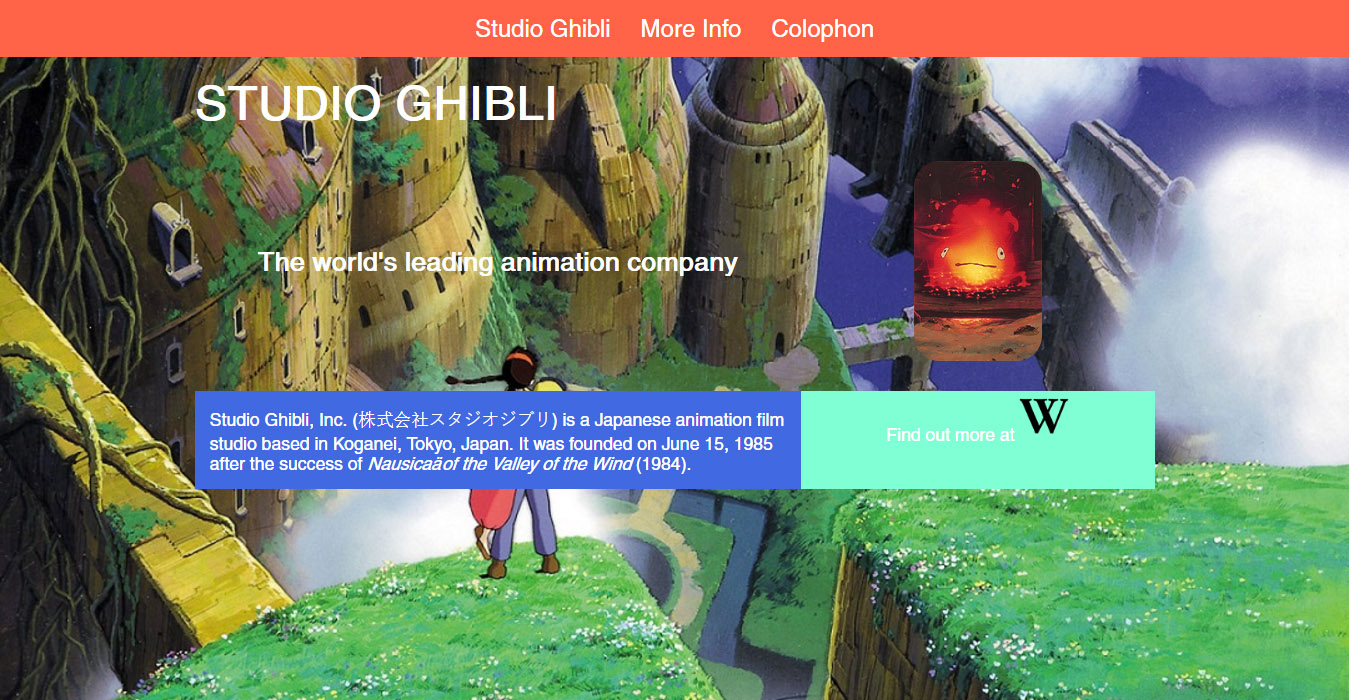 Studio Ghibli More Info Colophon
STUDIO GHIBLI
The world's leading animation company
Studio Ghibli, Inc. (株式会社スタジオジブリ) is a Japanese animation film
studio based in Koganei, Tokyo, Japan. It was founded on June 15, 1985
after the success of Nausicaäof the Valley of the Wind (1984).
Find out more at W